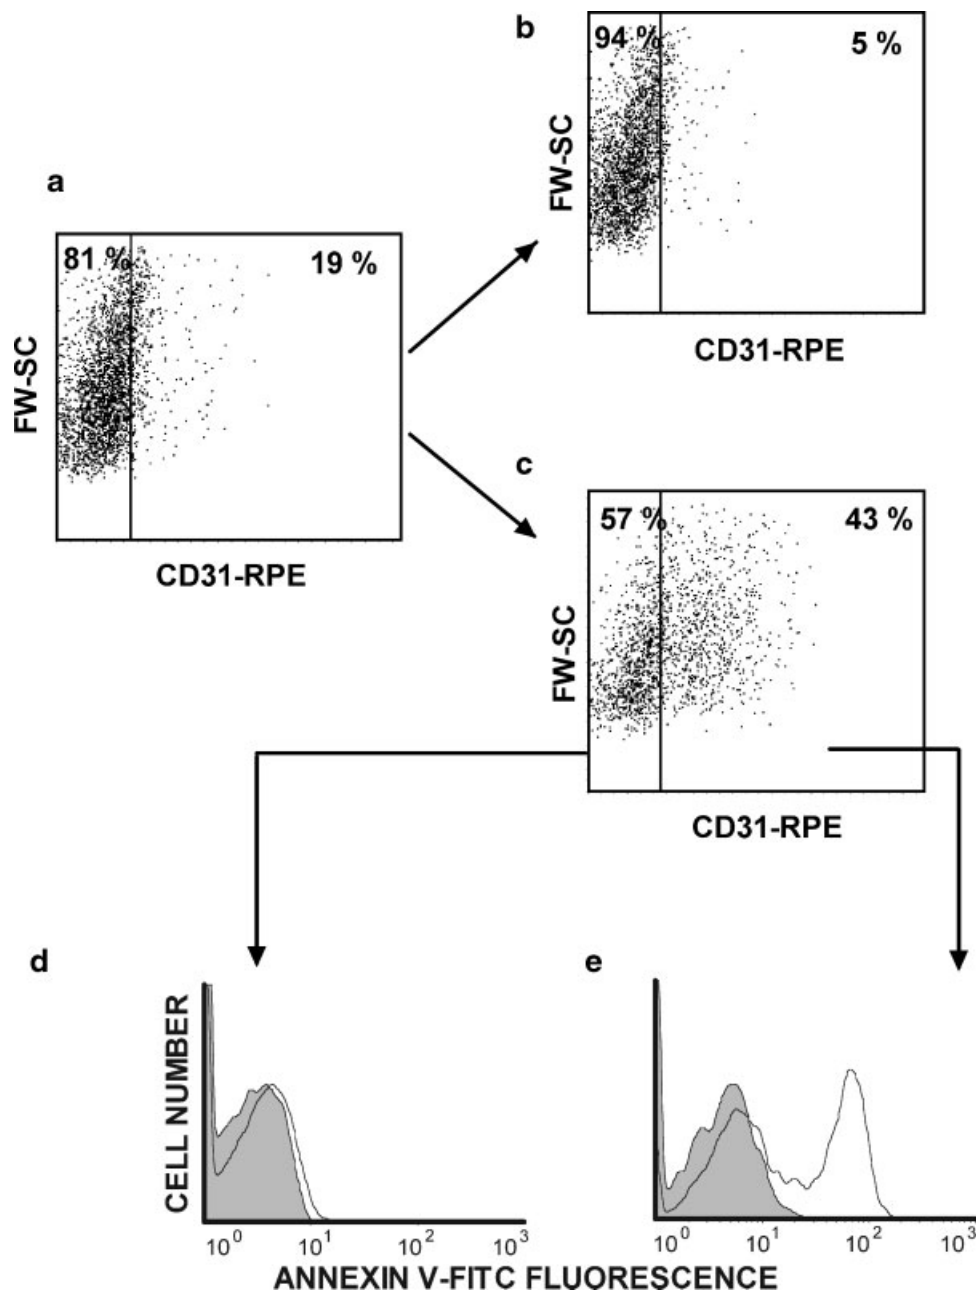 b
94 %
5 %
FW-SC
CD31-RPE
a
81 %
19 %
FW-SC
CD31-RPE
c
57 %
43 %
FW-SC
CD31-RPE
d
e
CELL NUMBER
10^0 10^1 10^2 10^3
10^0 10^1 10^2 10^3
ANNEXIN V-FITC FLUORESCENCE